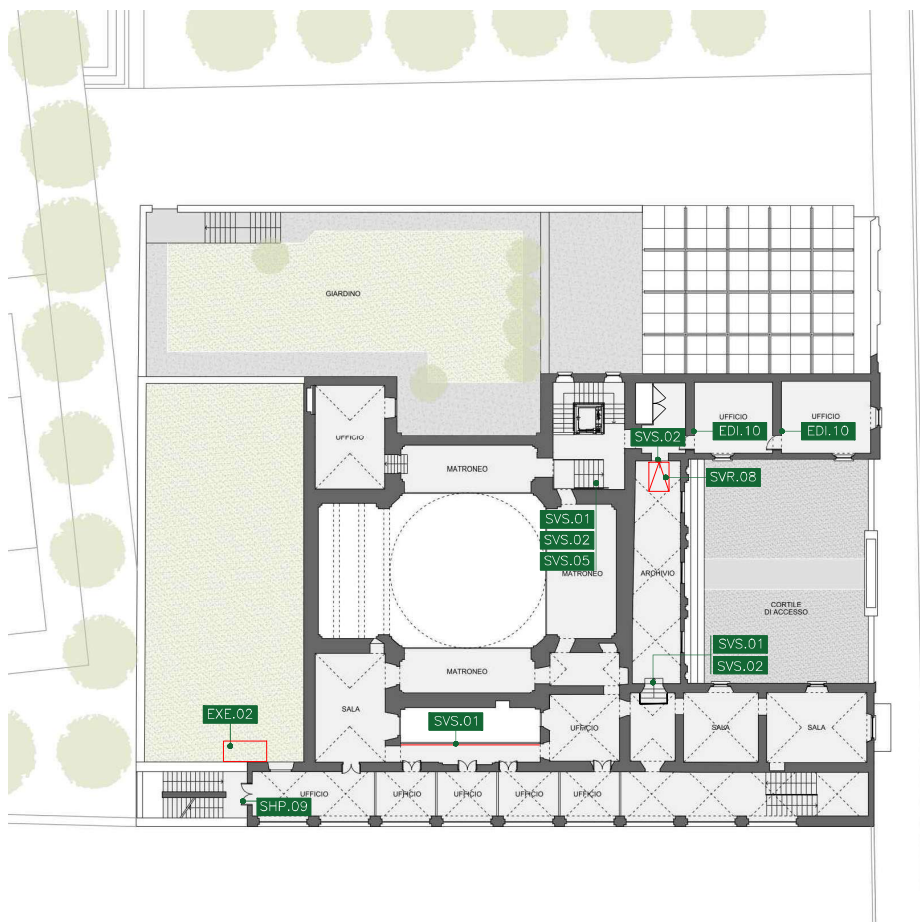 GIARDINO
UFFICIO
UFFICIO
UFFICIO
EDI.10
EDI.10
SVS.02
MATRONEO
SVR.08
SVS.01
SVS.02
SVS.05
MATRONEO
ARCHIVIO
CORTILE
DI ACCESSO
SVS.01
SVS.02
MATRONEO
SALA
EXE.02
SVS.01
UFFICIO
SALA
SALA
UFFICIO
UFFICIO
UFFICIO
UFFICIO
UFFICIO
SHP.09